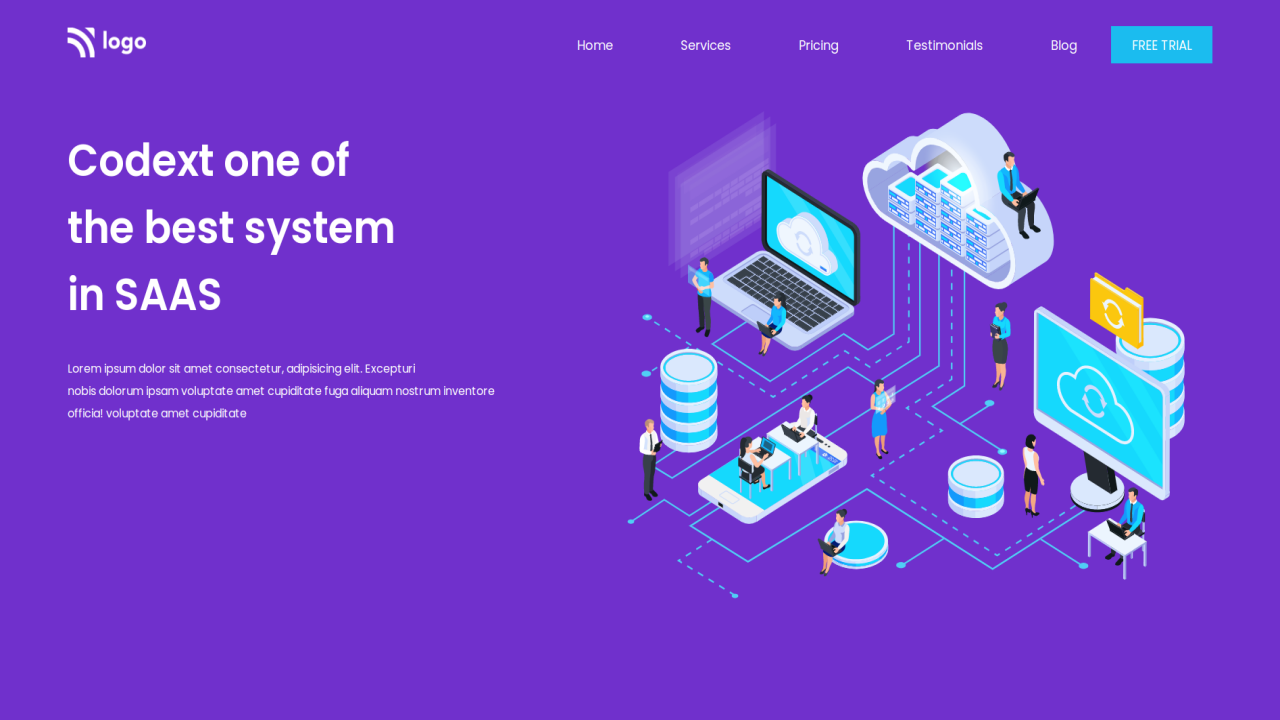 logo
Home
Services
Pricing
Testimonials
Blog
FREE TRIAL
Codext one of
the best system
in SAAS
Lorem ipsum dolor sit amet consectetur, adipisicing elit. Excepturi
nobis dolorum ipsam voluptate amet cupiditate fuga aliquam nostrum inventore
officia! voluptate amet cupiditate